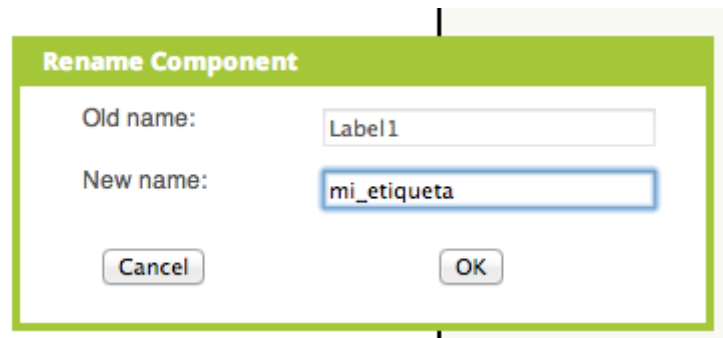 Rename Component
Old name: Label1
New name: mi_etiqueta
Cancel OK